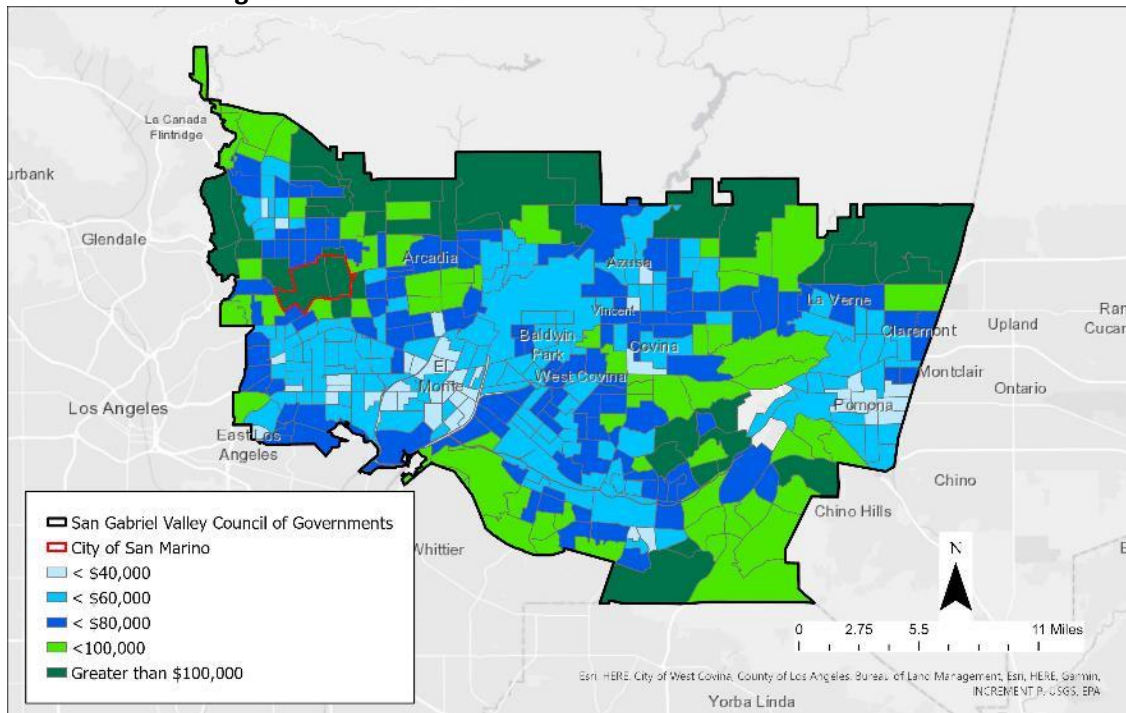 La Canada
Flintridge
urbank
Glendale
Arcadia
Azusa
Vincent
La Verne
Baldwin
Park
Covina
Claremont
Upland
Ran
Cucar
El
Monte
West Covina
Montclair
Ontario
Los Angeles
Pomona
East Los
Angeles
Chino
Chino Hills
Whittier
San Gabriel Valley Council of Governments
City of San Marino
< $40,000
< $60,000
< $80,000
<100,000
Greater than $100,000
N
0 2.75 5.5 11 Miles
Esri, HERE, City of West Covina, County of Los Angeles, Bureau of Land Management, Esri, HERE, Garmin,
INCREMENT P, USGS, EPA
Yorba Linda